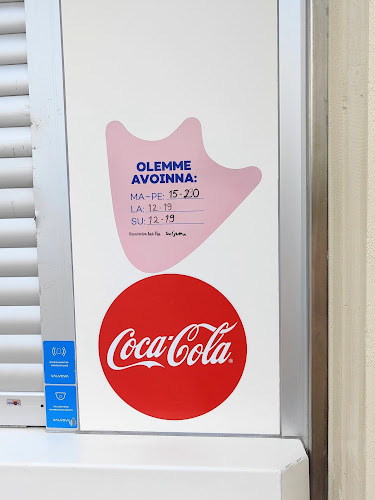 OLEMME
AVOINNA:
MA-PE: 15-20
LA: 12-19
SU: 12-19
Coca-Cola